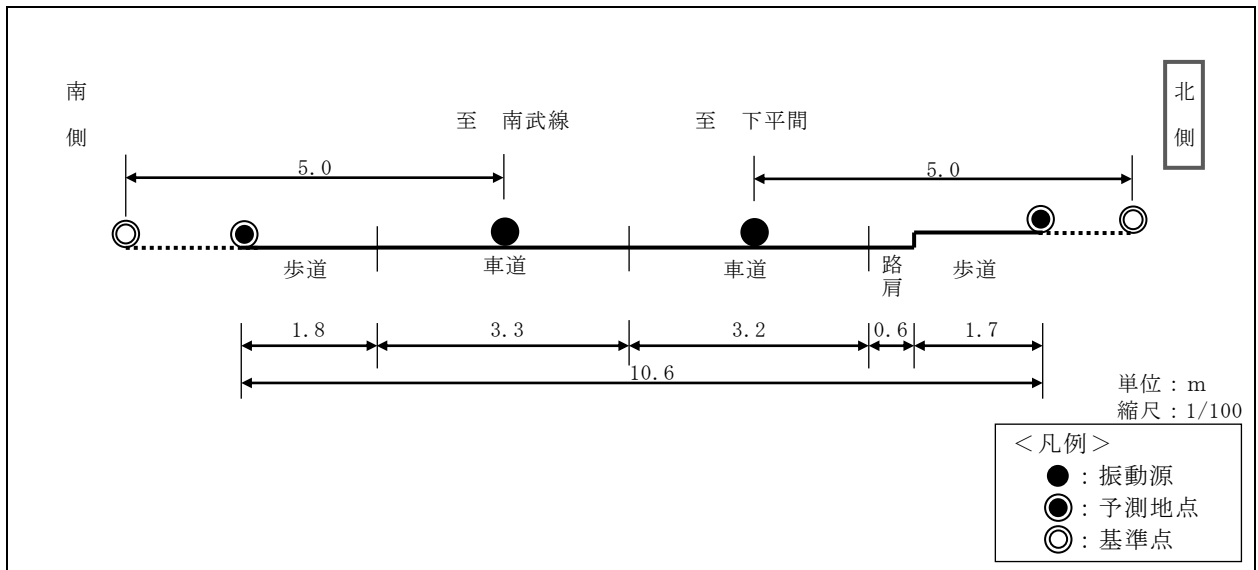 南側
北側
至 南武線
至 下平間
5.0
5.0
歩道
車道
車道
路肩
歩道
1.8
3.3
3.2
0.6
1.7
10.6
単位：m
縮尺：1/100
＜凡例＞
：振動源
：予測地点
：基準点